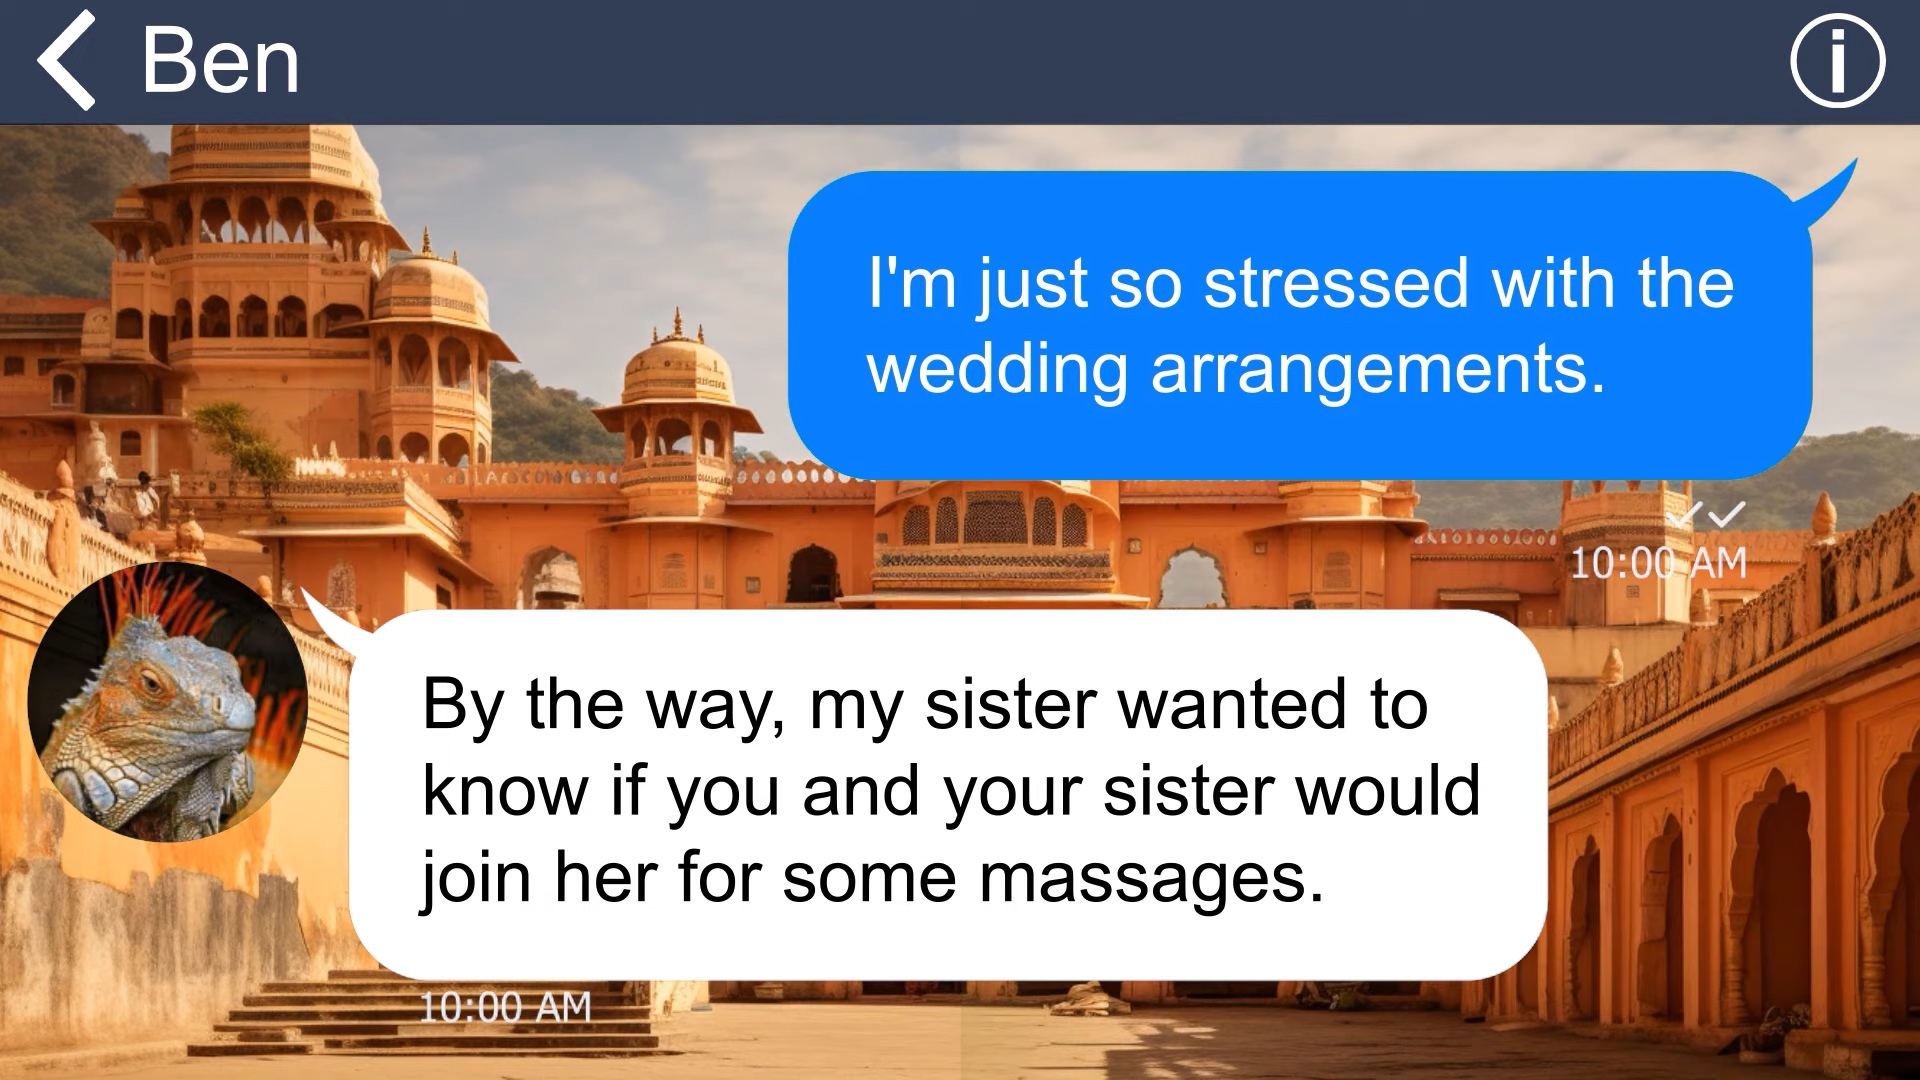 Ben
I'm just so stressed with the
wedding arrangements.
10:00 AM
By the way, my sister wanted to
know if you and your sister would
join her for some massages.
10:00 AM